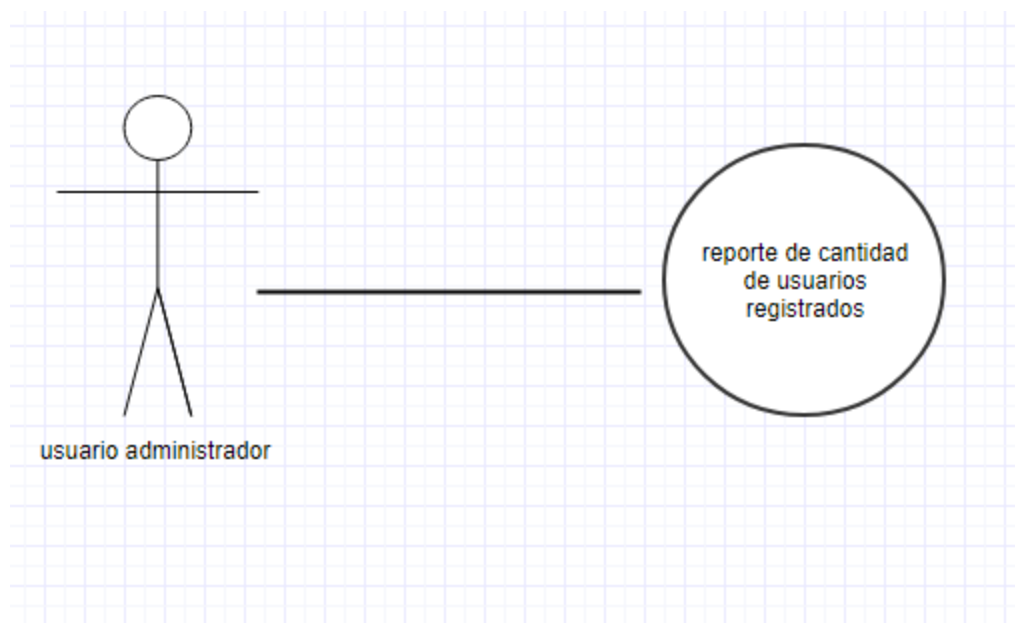 reporte de cantidad
de usuarios
registrados
usuario administrador